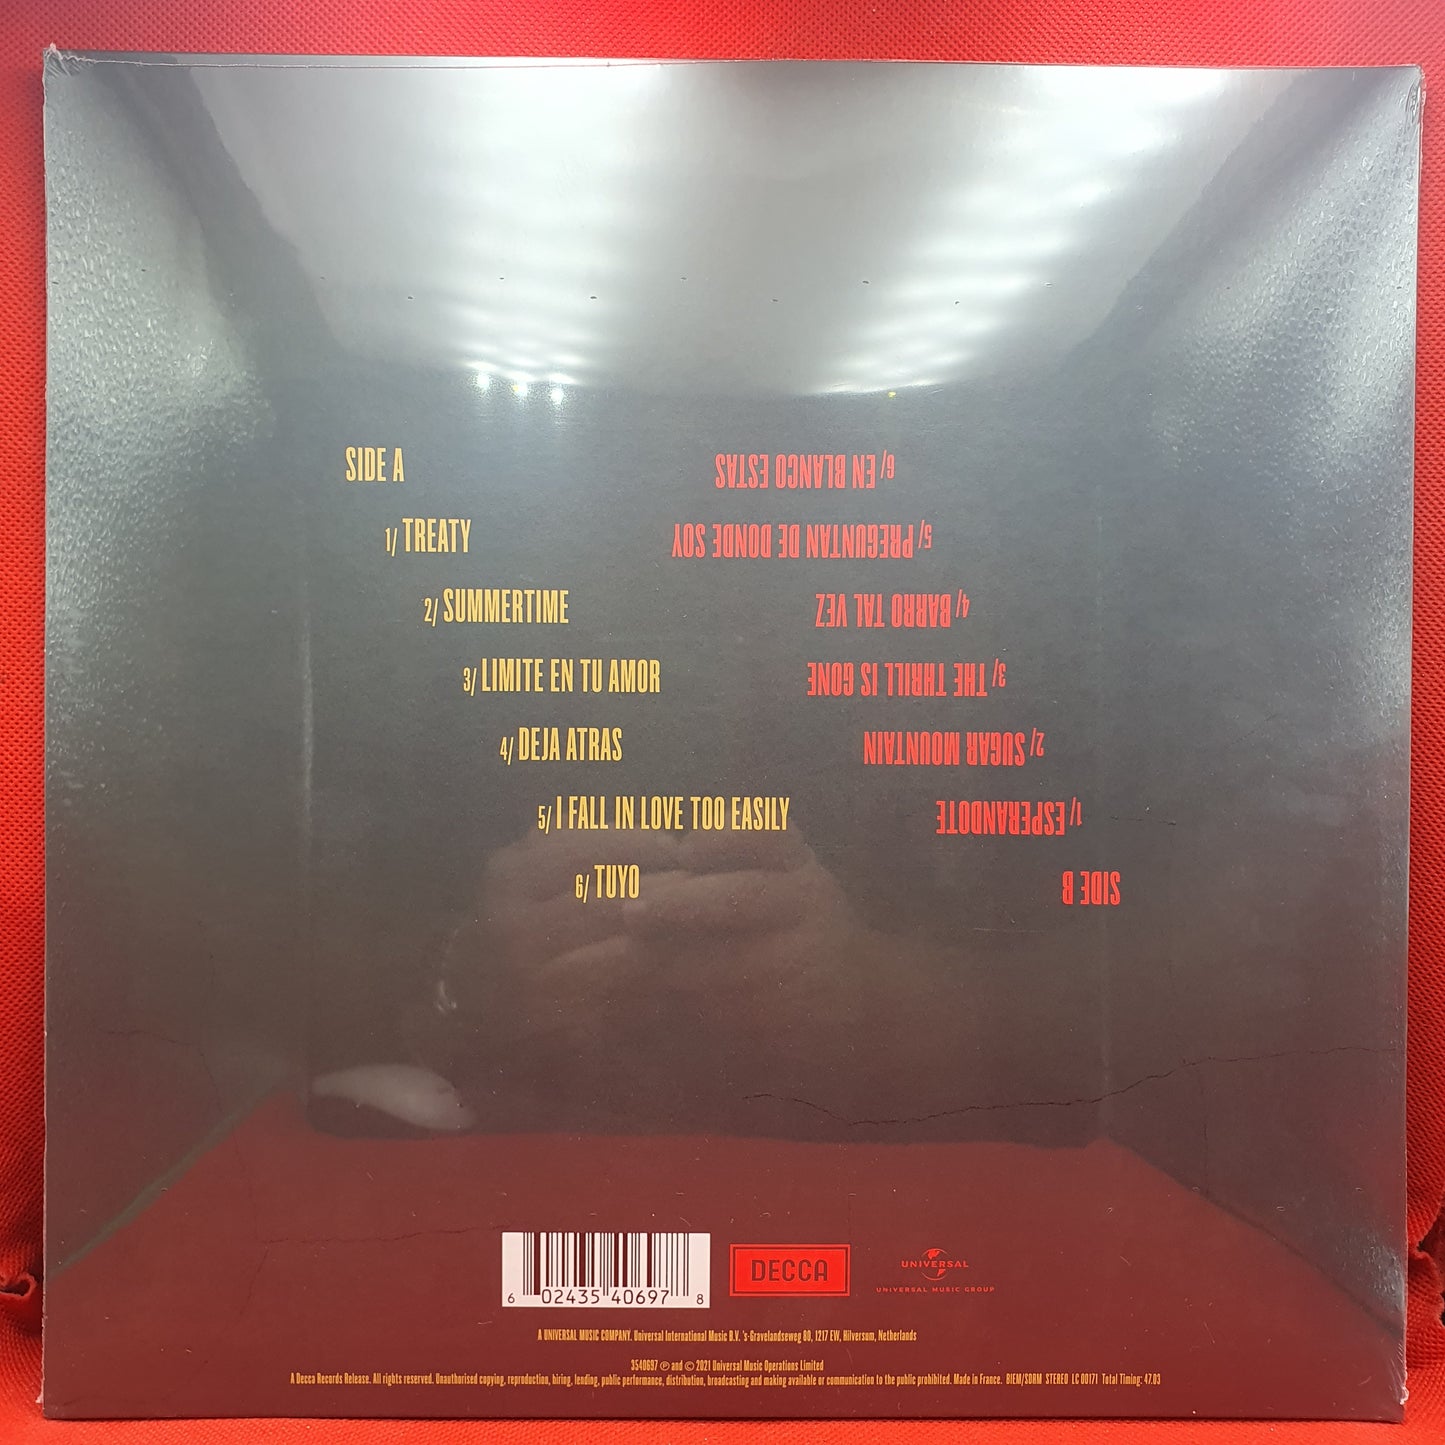 SIDE A
1/ TREATY
2/ SUMMERTIME
3/ LIMITE EN TU AMOR
4/ DEJA ATRAS
5/ I FALL IN LOVE TOO EASILY
6/ TUYO
SIDE B
1/ ESPERANDOTE
2/ SUGAR MOUNTAIN
3/ THE THRILL IS GONE
4/ BARRO TAL VEZ
5/ PREGUNTAN DE DONDE SOY
6/ EN BLANCO ESTAS
6 02435 40697 8
DECCA
UNIVERSAL
UNIVERSAL MUSIC GROUP
A UNIVERSAL MUSIC COMPANY. Universal International Music B.V. 's-Gravelandseweg 80, 1217 EW, Hilversum, Netherlands
3540697 ℗ and © 2021 Universal Music Operations Limited
A Decca Records Release. All rights reserved. Unauthorised copying, reproduction, hiring, lending, public performance, distribution, broadcasting and making available or communication to the public prohibited. Made in France. BIEM/SDRM STEREO LC 00171 Total Timing: 47.03